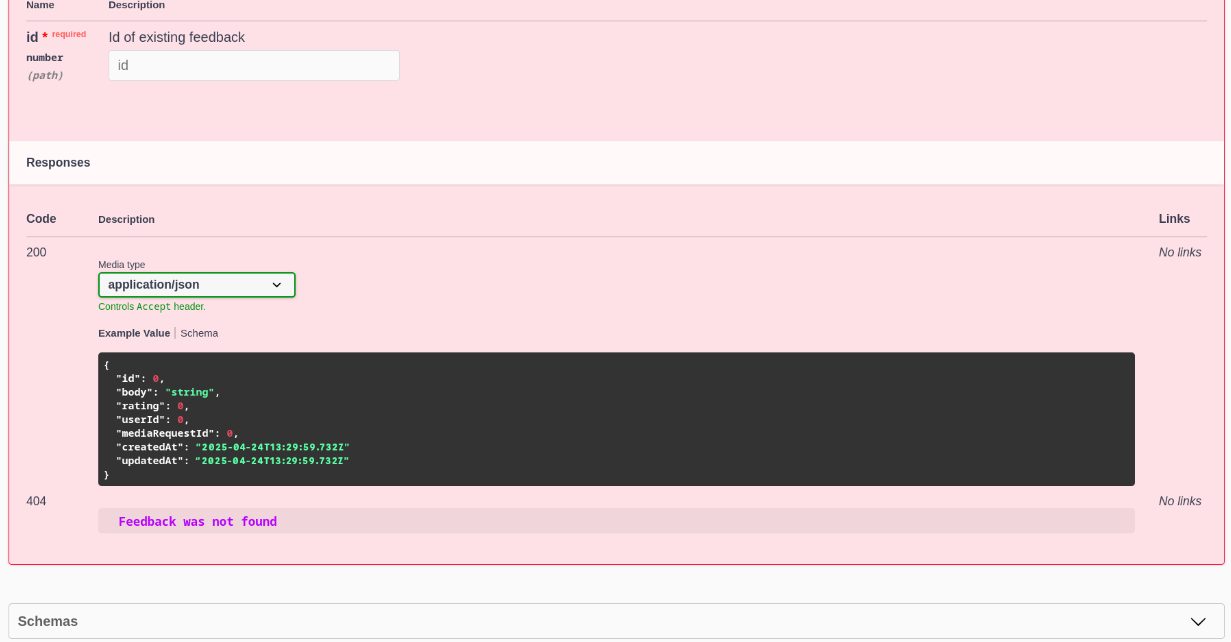 Name Description
id * required Id of existing feedback
number
(path)
id
Responses
Code Description Links
200 No links
Media type
application/json
Controls Accept header.
Example Value Schema
{
"id": 0,
"body": "string",
"rating": 0,
"userId": 0,
"mediaRequestId": 0,
"createdAt": "2025-04-24T13:29:59.732Z"
"updatedAt": "2025-04-24T13:29:59.732Z"
}
404 No links
Feedback was not found
Schemas